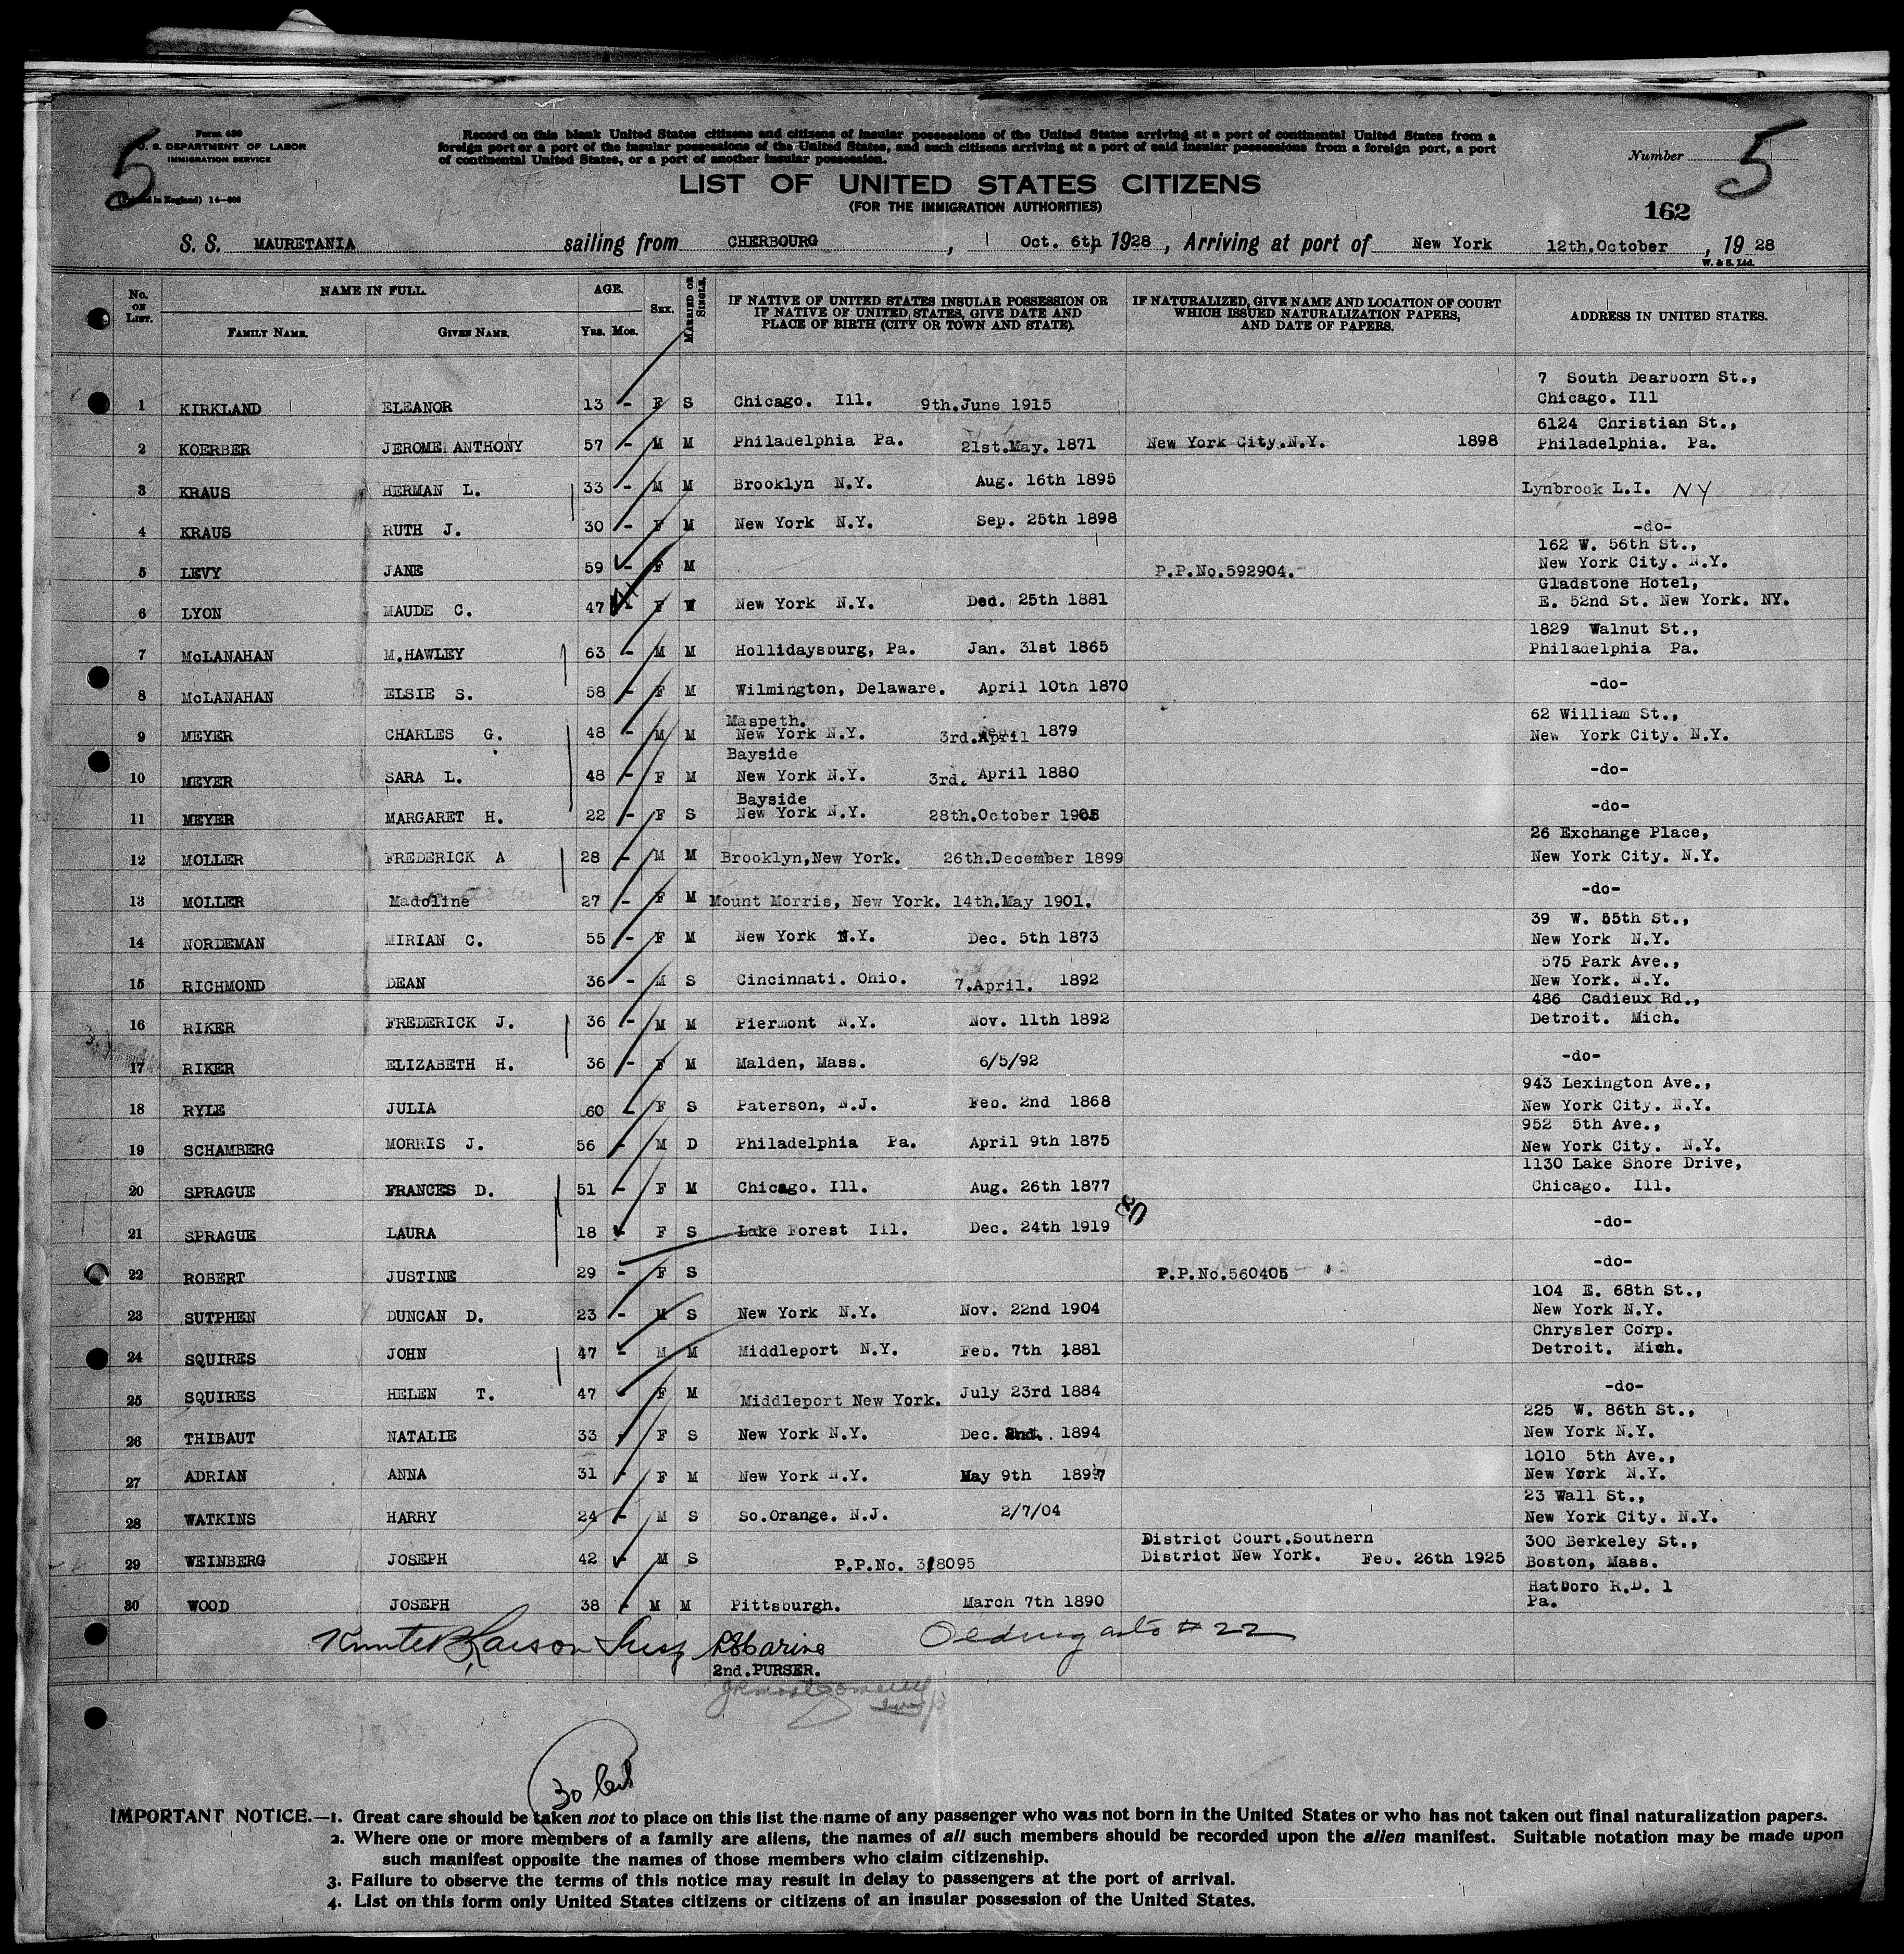 5
Form 630
U. S. DEPARTMENT OF LABOR
IMMIGRATION SERVICE
(Printed in England) 14—606
Record on this blank United States citizens and citizens of insular possessions of the United States arriving at a port of continental United States from a
foreign port or a port of the insular possessions of the United States, and such citizens arriving at a port of said insular possessions from a foreign port, a port
of continental United States, or a port of another insular possession.
LIST OF UNITED STATES CITIZENS
(FOR THE IMMIGRATION AUTHORITIES)
Number 5
162
S. S. MAURETANIA sailing from CHERBOURG , Oct. 6th 1928 , Arriving at port of New York 12th.October , 19 28
W. & S. Ltd.
No. on List. NAME IN FULL. AGE. Sex. Married or Single. IF NATIVE OF UNITED STATES INSULAR POSSESSION OR IF NATIVE OF UNITED STATES, GIVE DATE AND PLACE OF BIRTH (CITY OR TOWN AND STATE). IF NATURALIZED, GIVE NAME AND LOCATION OF COURT WHICH ISSUED NATURALIZATION PAPERS, AND DATE OF PAPERS. ADDRESS IN UNITED STATES.
Family Name. Given Name. Yrs. Mos.
7 South Dearborn St.,
1 KIRKLAND ELEANOR 13 - F S Chicago. Ill. 9th.June 1915 Chicago. Ill
6124 Christian St.,
2 KOERBER JEROME ANTHONY 57 - M M Philadelphia Pa. 21st.May. 1871 New York City.N.Y. 1898 Philadelphia. Pa.
3 KRAUS HERMAN L. 33 - M M Brooklyn N.Y. Aug. 16th 1895 Lynbrook L.I. NY
4 KRAUS RUTH J. 30 - F M New York N.Y. Sep. 25th 1898 -do-
162 W. 56th St.,
5 LEVY JANE 59 - F M P.P.No.592904. New York City. N.Y.
Gladstone Hotel,
6 LYON MAUDE C. 47 - F W New York N.Y. Dec. 25th 1881 E. 52nd St. New York. NY.
1829 Walnut St.,
7 McLANAHAN M.HAWLEY 63 - M M Hollidaysburg, Pa. Jan. 31st 1865 Philadelphia Pa.
8 McLANAHAN ELSIE S. 58 - F M Wilmington, Delaware. April 10th 1870 -do-
Maspeth. 62 William St.,
9 MEYER CHARLES G. 48 - M M New York N.Y. 3rd.April 1879 New York City. N.Y.
Bayside
10 MEYER SARA L. 48 - F M New York N.Y. 3rd. April 1880 -do-
Bayside
11 MEYER MARGARET H. 22 - F S New York N.Y. 28th.October 1905 -do-
26 Exchange Place,
12 MOLLER FREDERICK A 28 - M M Brooklyn,New York. 26th.December 1899 New York City. N.Y.
13 MOLLER Madoline 27 - F M Mount Morris, New York. 14th.May 1901. -do-
39 W. 55th St.,
14 NORDEMAN MIRIAN C. 55 - F M New York N.Y. Dec. 5th 1873 New York N.Y.
575 Park Ave.,
15 RICHMOND DEAN 36 - M S Cincinnati. Ohio. 7.April. 1892 New York. N.Y.
486 Cadieux Rd.,
16 RIKER FREDERICK J. 36 - M M Piermont N.Y. Nov. 11th 1892 Detroit. Mich.
17 RIKER ELIZABETH H. 36 - F M Malden, Mass. 6/5/92 -do-
943 Lexington Ave.,
18 RYLE JULIA 60 - F S Paterson, N.J. Feb. 2nd 1868 New York City. N.Y.
952 5th Ave.,
19 SCHAMBERG MORRIS J. 56 - M D Philadelphia Pa. April 9th 1875 New York City. N.Y.
1130 Lake Shore Drive,
20 SPRAGUE FRANCES D. 51 - F M Chicago. Ill. Aug. 26th 1877 Chicago. Ill.
21 SPRAGUE LAURA 18 - F S Lake Forest Ill. Dec. 24th 1919 -do-
22 ROBERT JUSTINE 29 - F S P.P.No.560405 -do-
104 E. 68th St.,
23 SUTPHEN DUNCAN D. 23 - M S New York N.Y. Nov. 22nd 1904 New York N.Y.
Chrysler Corp.
24 SQUIRES JOHN 47 - M M Middleport N.Y. Feb. 7th 1881 Detroit. Mich.
25 SQUIRES HELEN T. 47 F M Middleport New York. July 23rd 1884 -do-
225 W. 86th St.,
26 THIBAUT NATALIE 33 F S New York N.Y. Dec. 2nd. 1894 New York N.Y.
1010 5th Ave.,
27 ADRIAN ANNA 31 - F M New York N.Y. May 9th 1897 New York N.Y.
23 Wall St.,
28 WATKINS HARRY 24 - M S So.Orange. N.J. 2/7/04 New York City. N.Y.
District Court.Southern 300 Berkeley St.,
29 WEINBERG JOSEPH 42 - M S P.P.No. 318095 District New York. Feb. 26th 1925 Boston, Mass.
Hatboro R.D. 1
30 WOOD JOSEPH 38 - M M Pittsburgh. March 7th 1890 Pa.
# 22
2nd.PURSER.
30
IMPORTANT NOTICE.—1. Great care should be taken not to place on this list the name of any passenger who was not born in the United States or who has not taken out final naturalization papers.
2. Where one or more members of a family are aliens, the names of all such members should be recorded upon the alien manifest. Suitable notation may be made upon
such manifest opposite the names of those members who claim citizenship.
3. Failure to observe the terms of this notice may result in delay to passengers at the port of arrival.
4. List on this form only United States citizens or citizens of an insular possession of the United States.